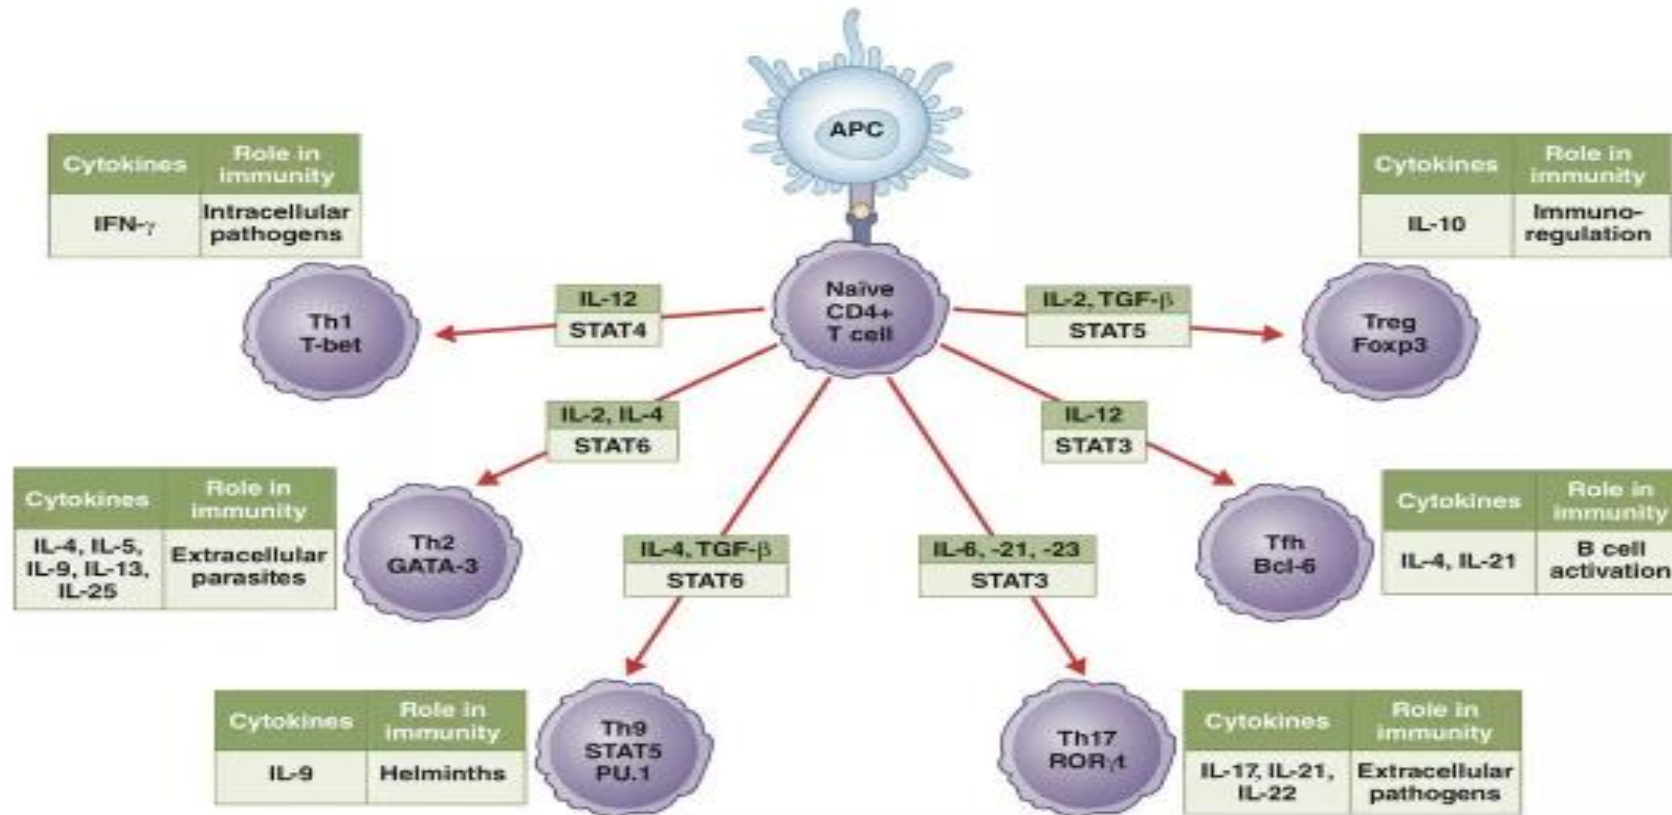 APC
Cytokines
Role in
immunity
IFN-γ
Intracellular
pathogens
Cytokines
Role in
immunity
IL-10
Immuno-
regulation
Naïve
CD4+
T cell
Th1
T-bet
IL-12
STAT4
IL-2, TGF-β
STAT5
Treg
Foxp3
IL-2, IL-4
STAT6
IL-12
STAT3
Cytokines
Role in
immunity
IL-4, IL-5,
IL-9, IL-13,
IL-25
Extracellular
parasites
Th2
GATA-3
IL-4, TGF-β
STAT6
IL-6, -21, -23
STAT3
Tfh
Bcl-6
Cytokines
Role in
immunity
IL-4, IL-21
B cell
activation
Cytokines
Role in
immunity
IL-9
Helminths
Th9
STAT5
PU.1
Th17
RORγt
Cytokines
Role in
immunity
IL-17, IL-21,
IL-22
Extracellular
pathogens